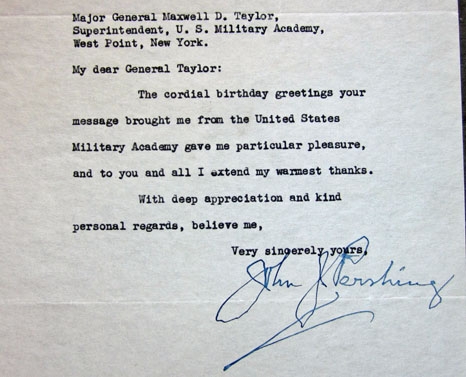 Major General Maxwell D. Taylor,
Superintendent, U. S. Military Academy,
West Point, New York.
My dear General Taylor:
The cordial birthday greetings your
message brought me from the United States
Military Academy gave me particular pleasure,
and to you and all I extend my warmest thanks.
With deep appreciation and kind
personal regards, believe me,
Very sincerely yours,
John J. Pershing